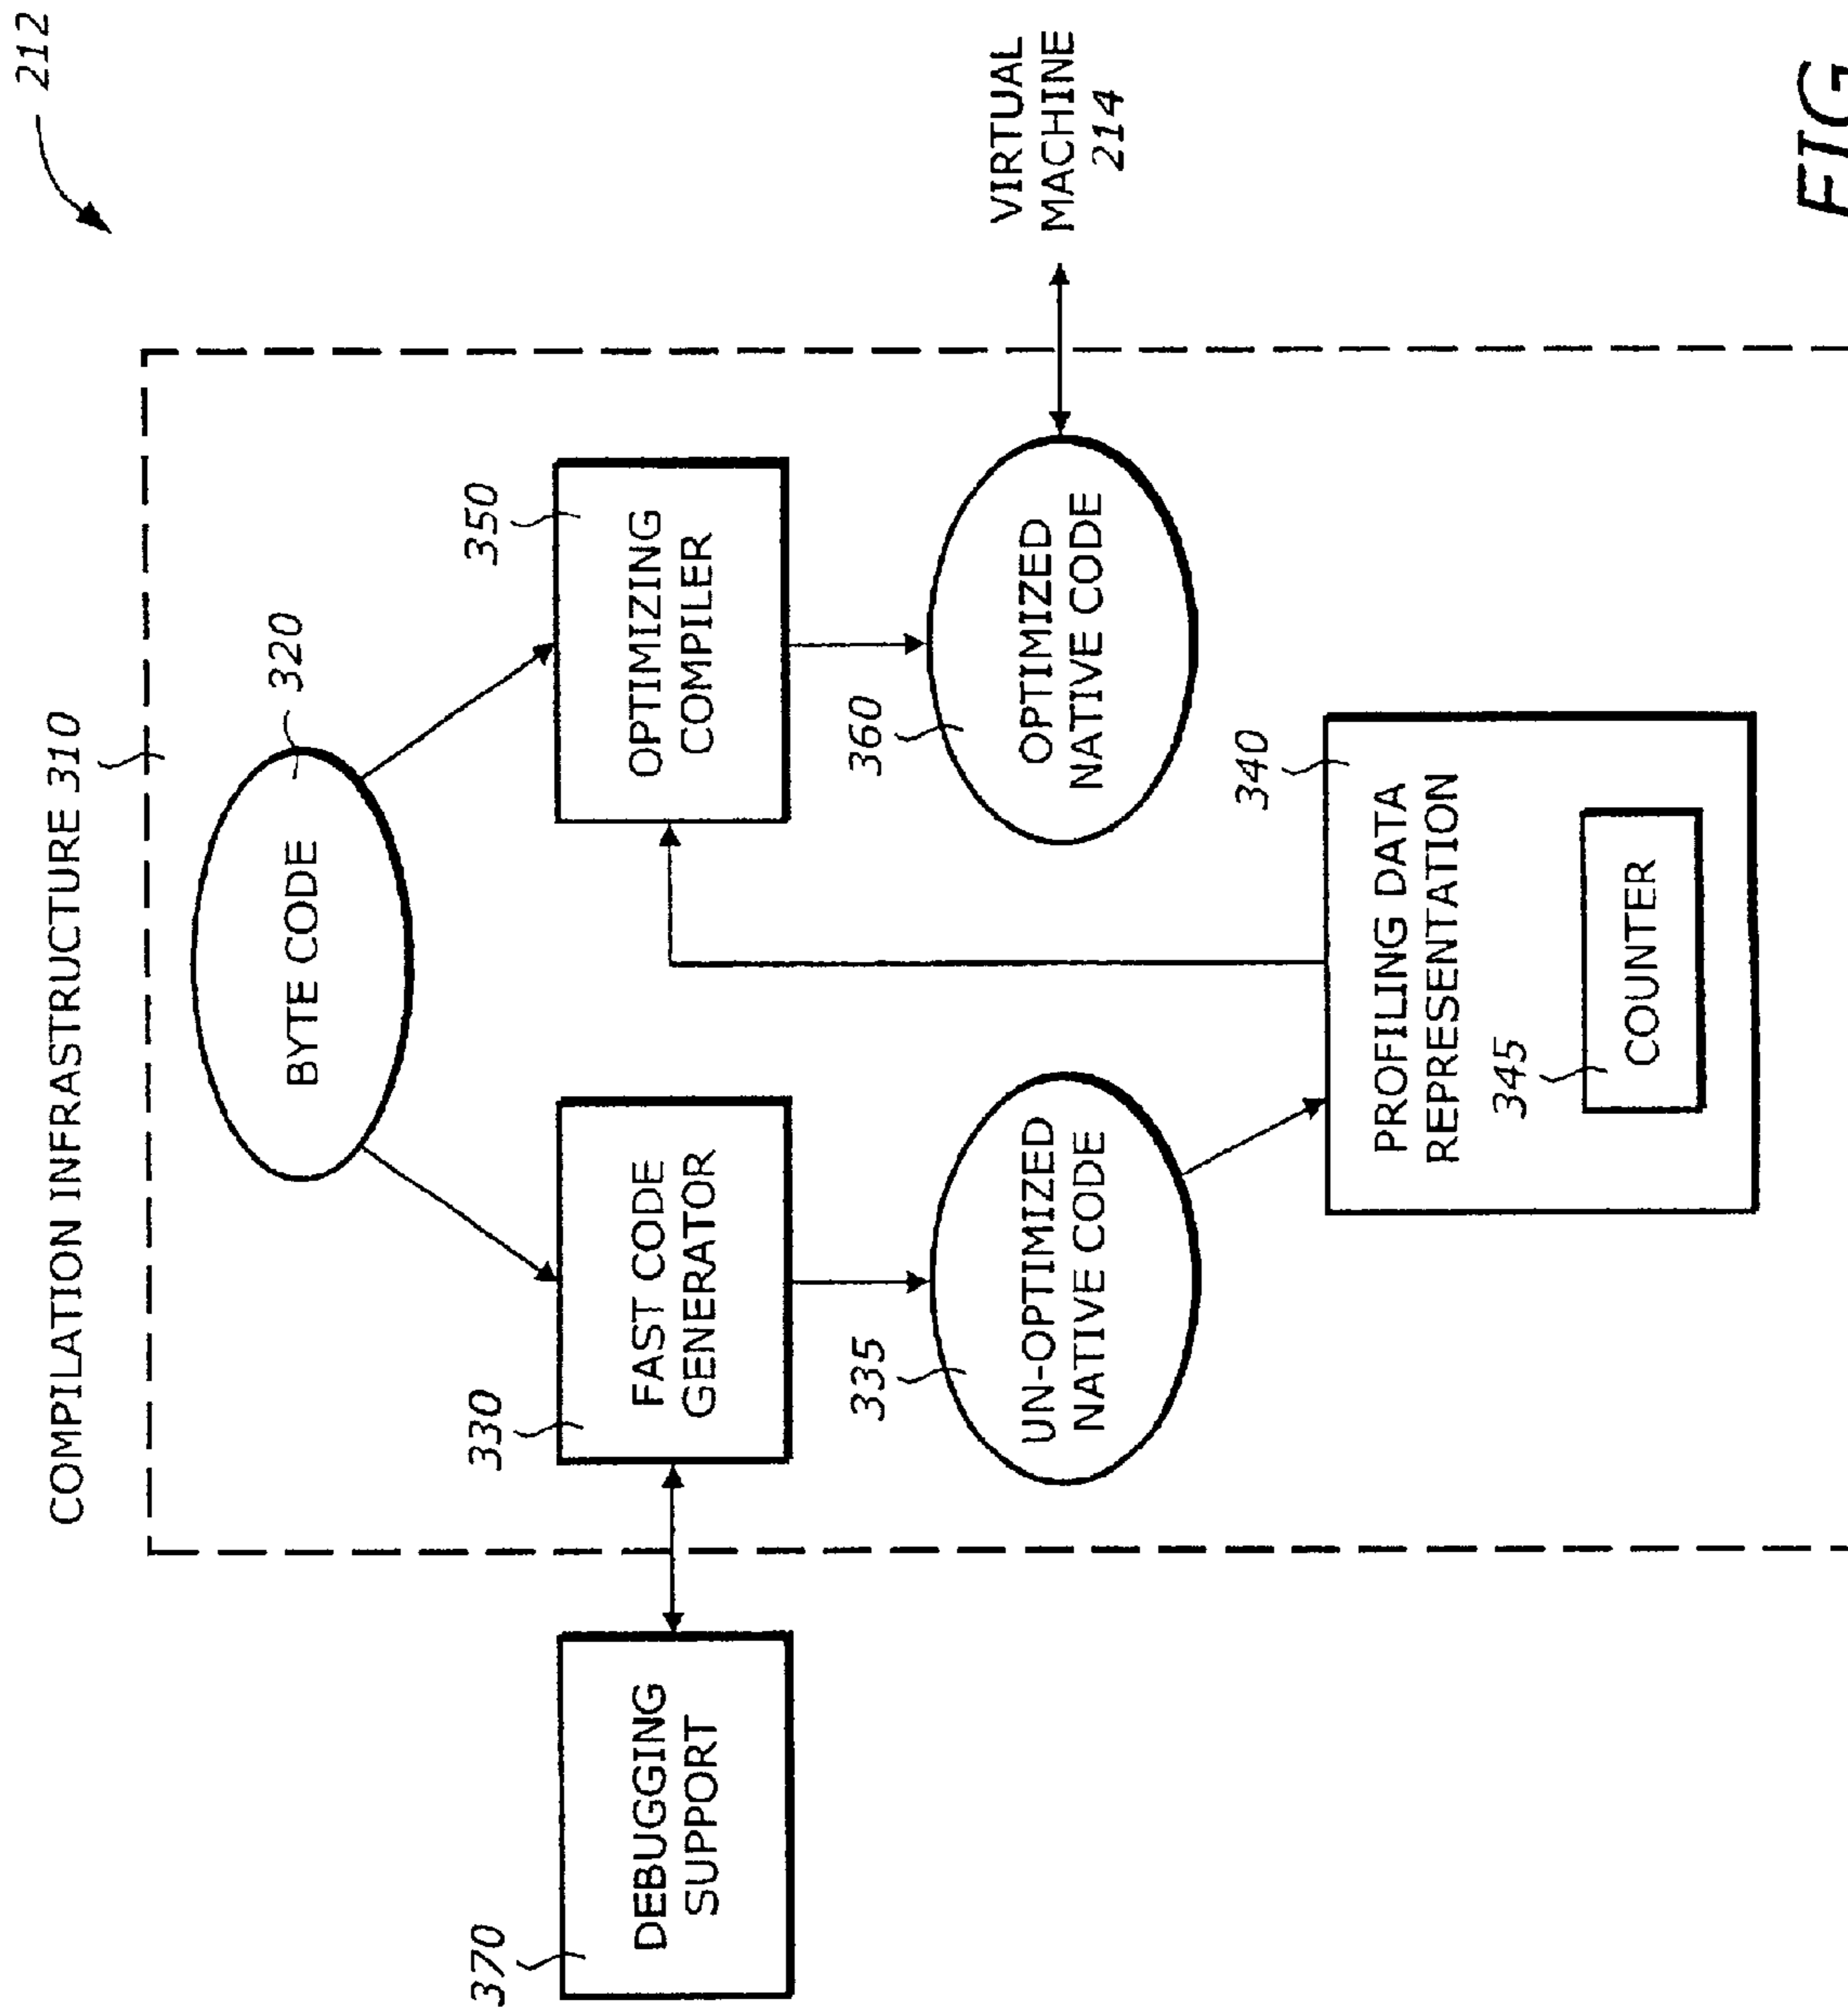 212
COMPILATION INFRASTRUCTURE 310
BYTE CODE
320
370
DEBUGGING
SUPPORT
330
FAST CODE
GENERATOR
350
OPTIMIZING
COMPILER
335
UN-OPTIMIZED
NATIVE CODE
360
OPTIMIZED
NATIVE CODE
VIRTUAL
MACHINE
214
340
PROFILING DATA
REPRESENTATION
345
COUNTER
FIG